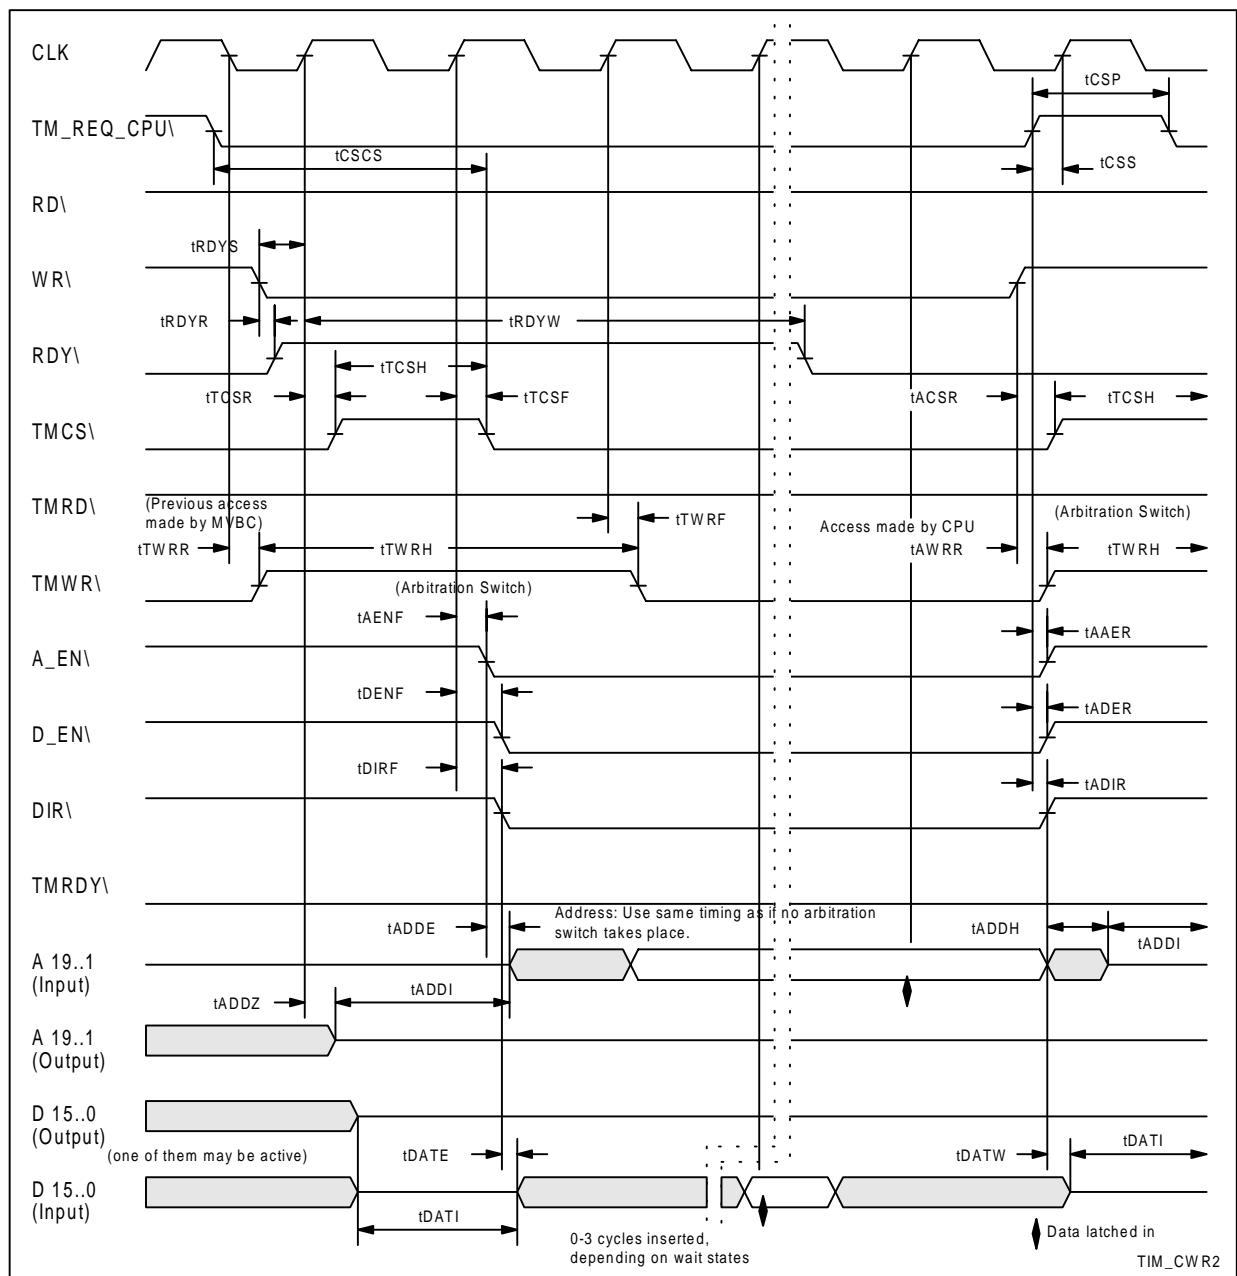 CLK
tCSP
TM_REQ_CPU\
tCSCS
tCSS
RD\
tRDYS
WR\
tRDYR
tRDYW
RDY\
tTCSH
tTCSR
tTCSF
tACSR
tTCSH
TMCS\
TMRD\
(Previous access
made by MVBC)
tTWRF
Access made by CPU
(Arbitration Switch)
tTWRR
tTWRH
tAWRR
tTWRH
TMWR\
(Arbitration Switch)
tAENF
tAAER
A_EN\
tDENF
tADER
D_EN\
tDIRF
tADIR
DIR\
TMRDY\
tADDE
Address: Use same timing as if no arbitration
switch takes place.
tADDH
tADDI
A 19..1
(Input)
tADDZ
tADDI
A 19..1
(Output)
D 15..0
(Output)
(one of them may be active)
tDATE
tDATW
tDATI
D 15..0
(Input)
tDATI
0-3 cycles inserted,
depending on wait states
Data latched in
TIM_CWR2